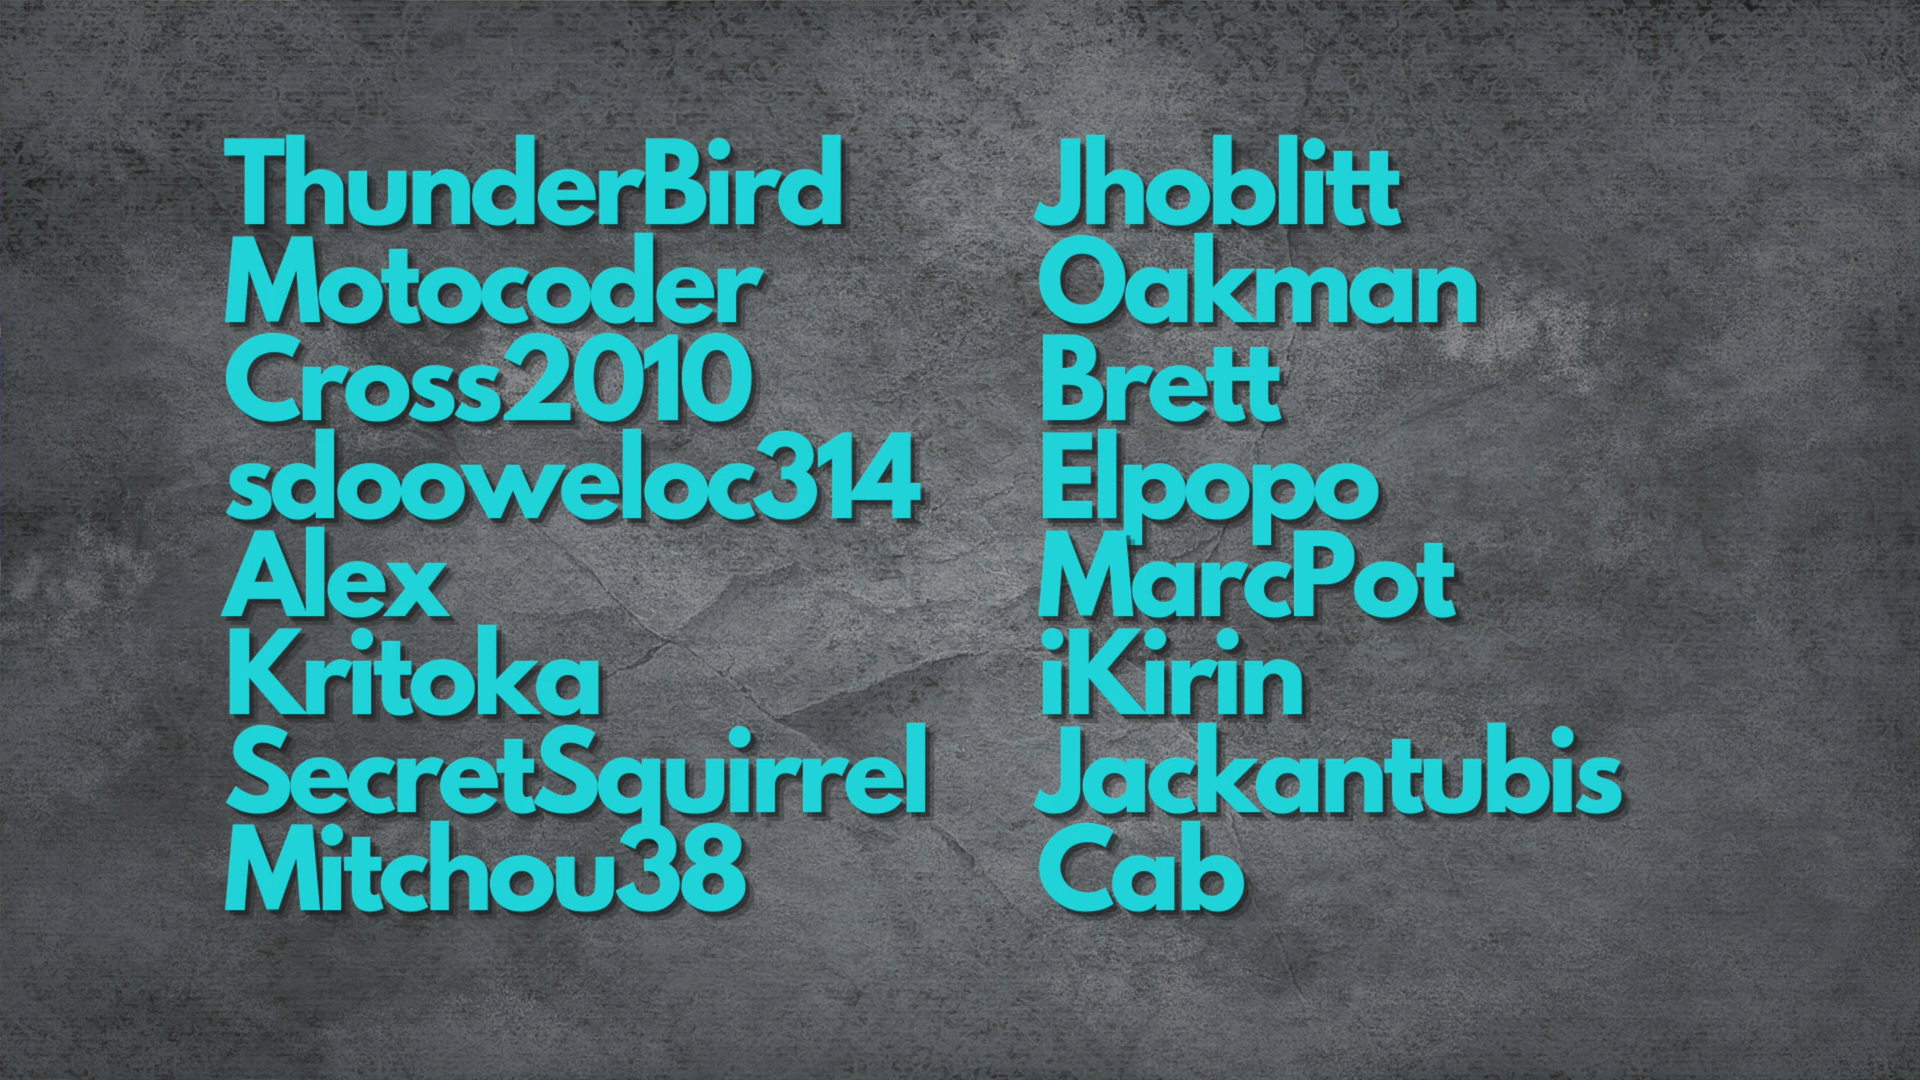 ThunderBird
Motocoder
Cross2010
sdooweloc314
Alex
Kritoka
SecretSquirrel
Mitchou38
Jhoblitt
Oakman
Brett
Elpopo
MarcPot
iKirin
Jackantubis
Cab